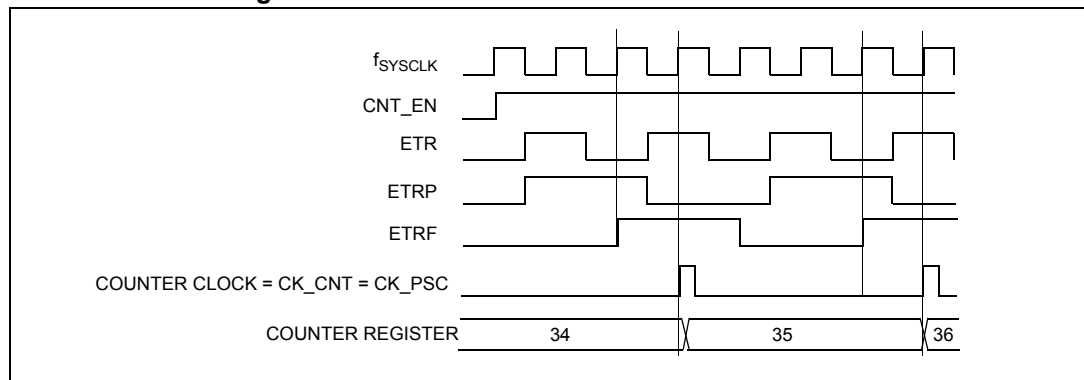 fSYSCLK
CNT_EN
ETR
ETRP
ETRF
COUNTER CLOCK = CK_CNT = CK_PSC
COUNTER REGISTER 34 35 36